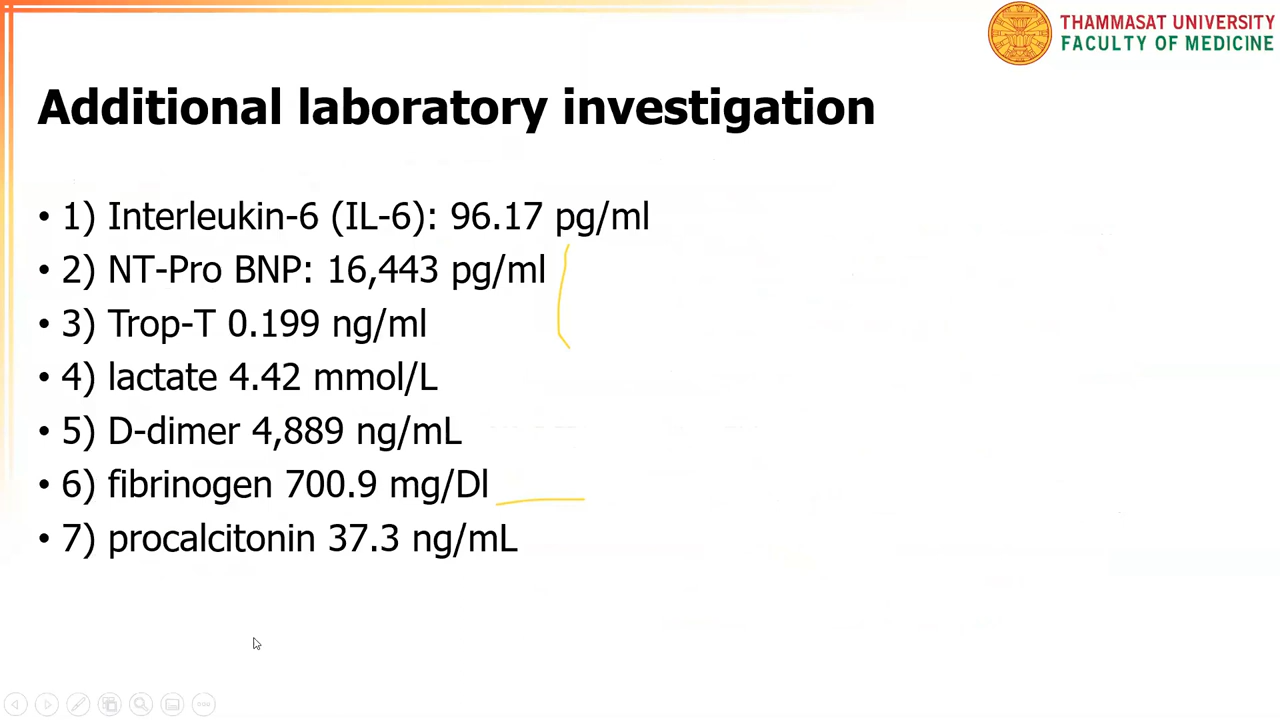 THAMMASAT UNIVERSITY
FACULTY OF MEDICINE
Additional laboratory investigation
• 1) Interleukin-6 (IL-6): 96.17 pg/ml
• 2) NT-Pro BNP: 16,443 pg/ml
• 3) Trop-T 0.199 ng/ml
• 4) lactate 4.42 mmol/L
• 5) D-dimer 4,889 ng/mL
• 6) fibrinogen 700.9 mg/Dl
• 7) procalcitonin 37.3 ng/mL